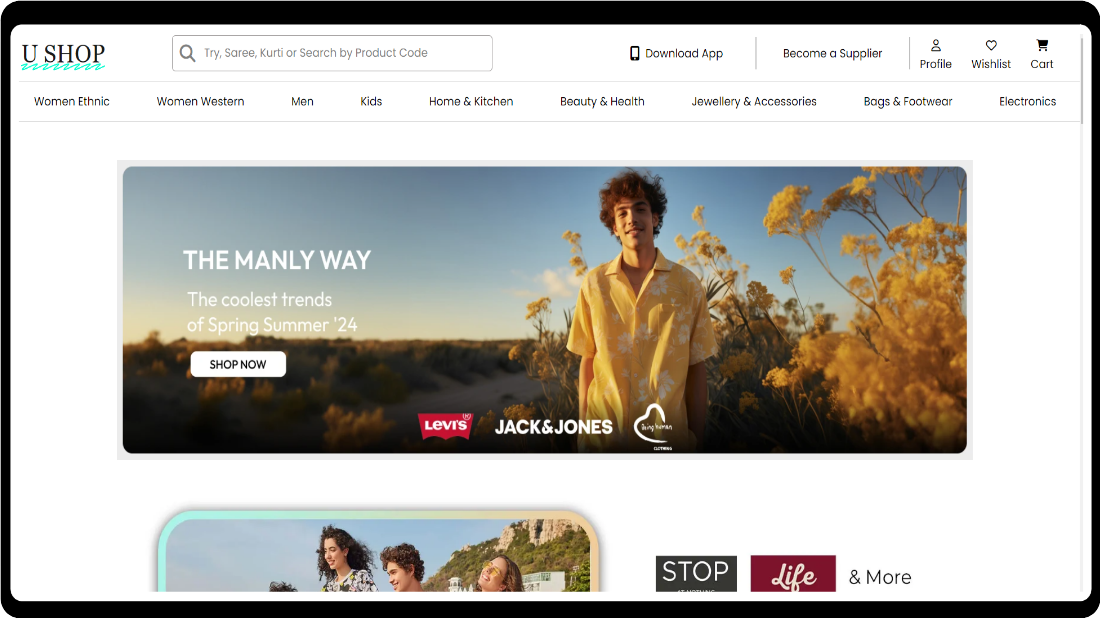 U SHOP
Try, Saree, Kurti or Search by Product Code
Download App
Become a Supplier
Profile
Wishlist
Cart
Women Ethnic
Women Western
Men
Kids
Home & Kitchen
Beauty & Health
Jewellery & Accessories
Bags & Footwear
Electronics
THE MANLY WAY
The coolest trends
of Spring Summer '24
SHOP NOW
LEVI'S
JACK&JONES
being human
CLOTHING
STOP
Life
& More